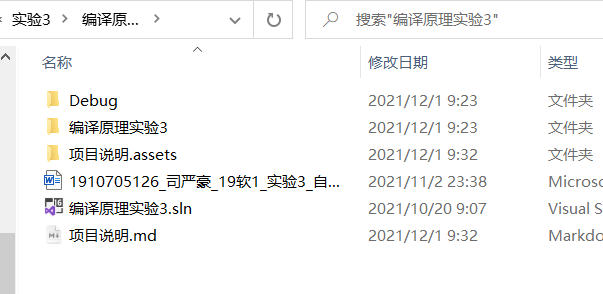 实验3 编译原... 搜索"编译原理实验3"
名称 修改日期 类型
Debug 2021/12/1 9:23 文件夹
编译原理实验3 2021/12/1 9:23 文件夹
项目说明.assets 2021/12/1 9:32 文件夹
1910705126_司严豪_19软1_实验3_自... 2021/11/2 23:38 Microso
编译原理实验3.sln 2021/10/20 9:07 Visual S
项目说明.md 2021/12/1 9:32 Markdo